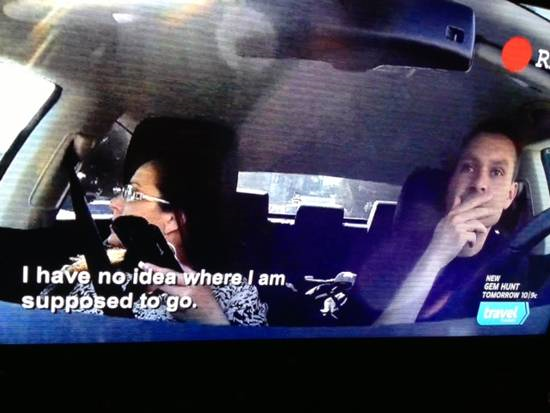 R
I have no idea where I am
supposed to go.
NEW
GEM HUNT
TOMORROW 10/9c
travel